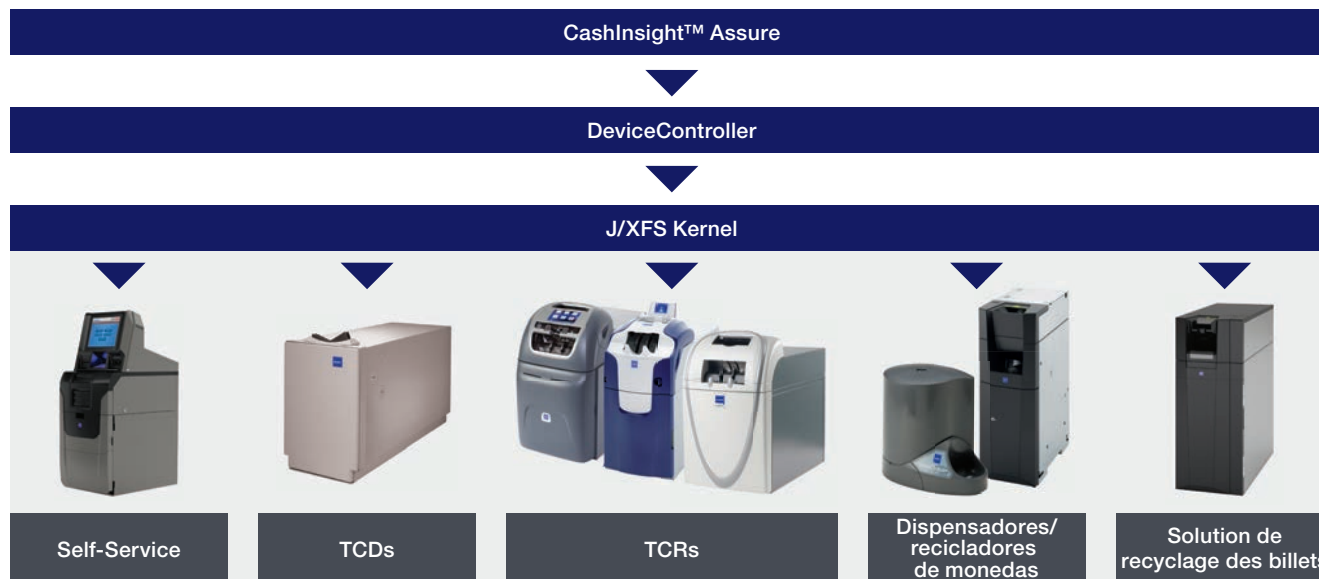 CashInsight™ Assure
DeviceController
J/XFS Kernel
Self-Service
TCDs
TCRs
Dispensadores/
recicladores
de monedas
Solution de
recyclage des billets